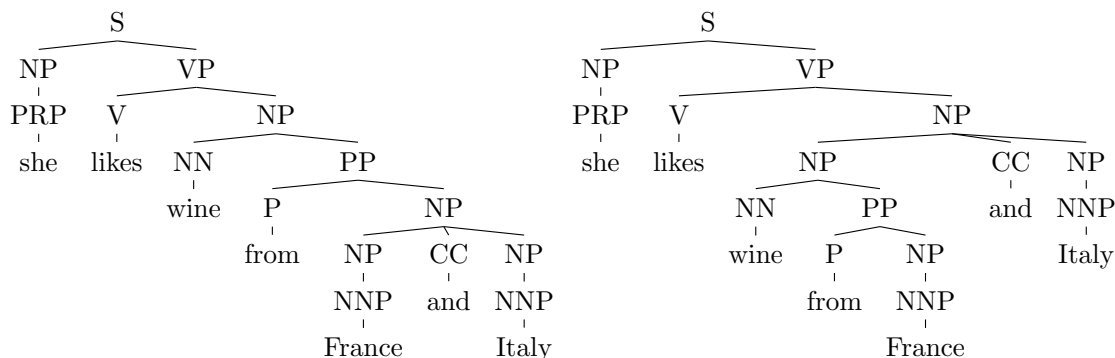 S S
NP VP NP VP
PRP V NP PRP V NP
she likes NN PP she likes NP CC NP
wine P NP NN PP and NNP
from NP CC NP wine P NP Italy
NNP and NNP from NNP
France Italy France